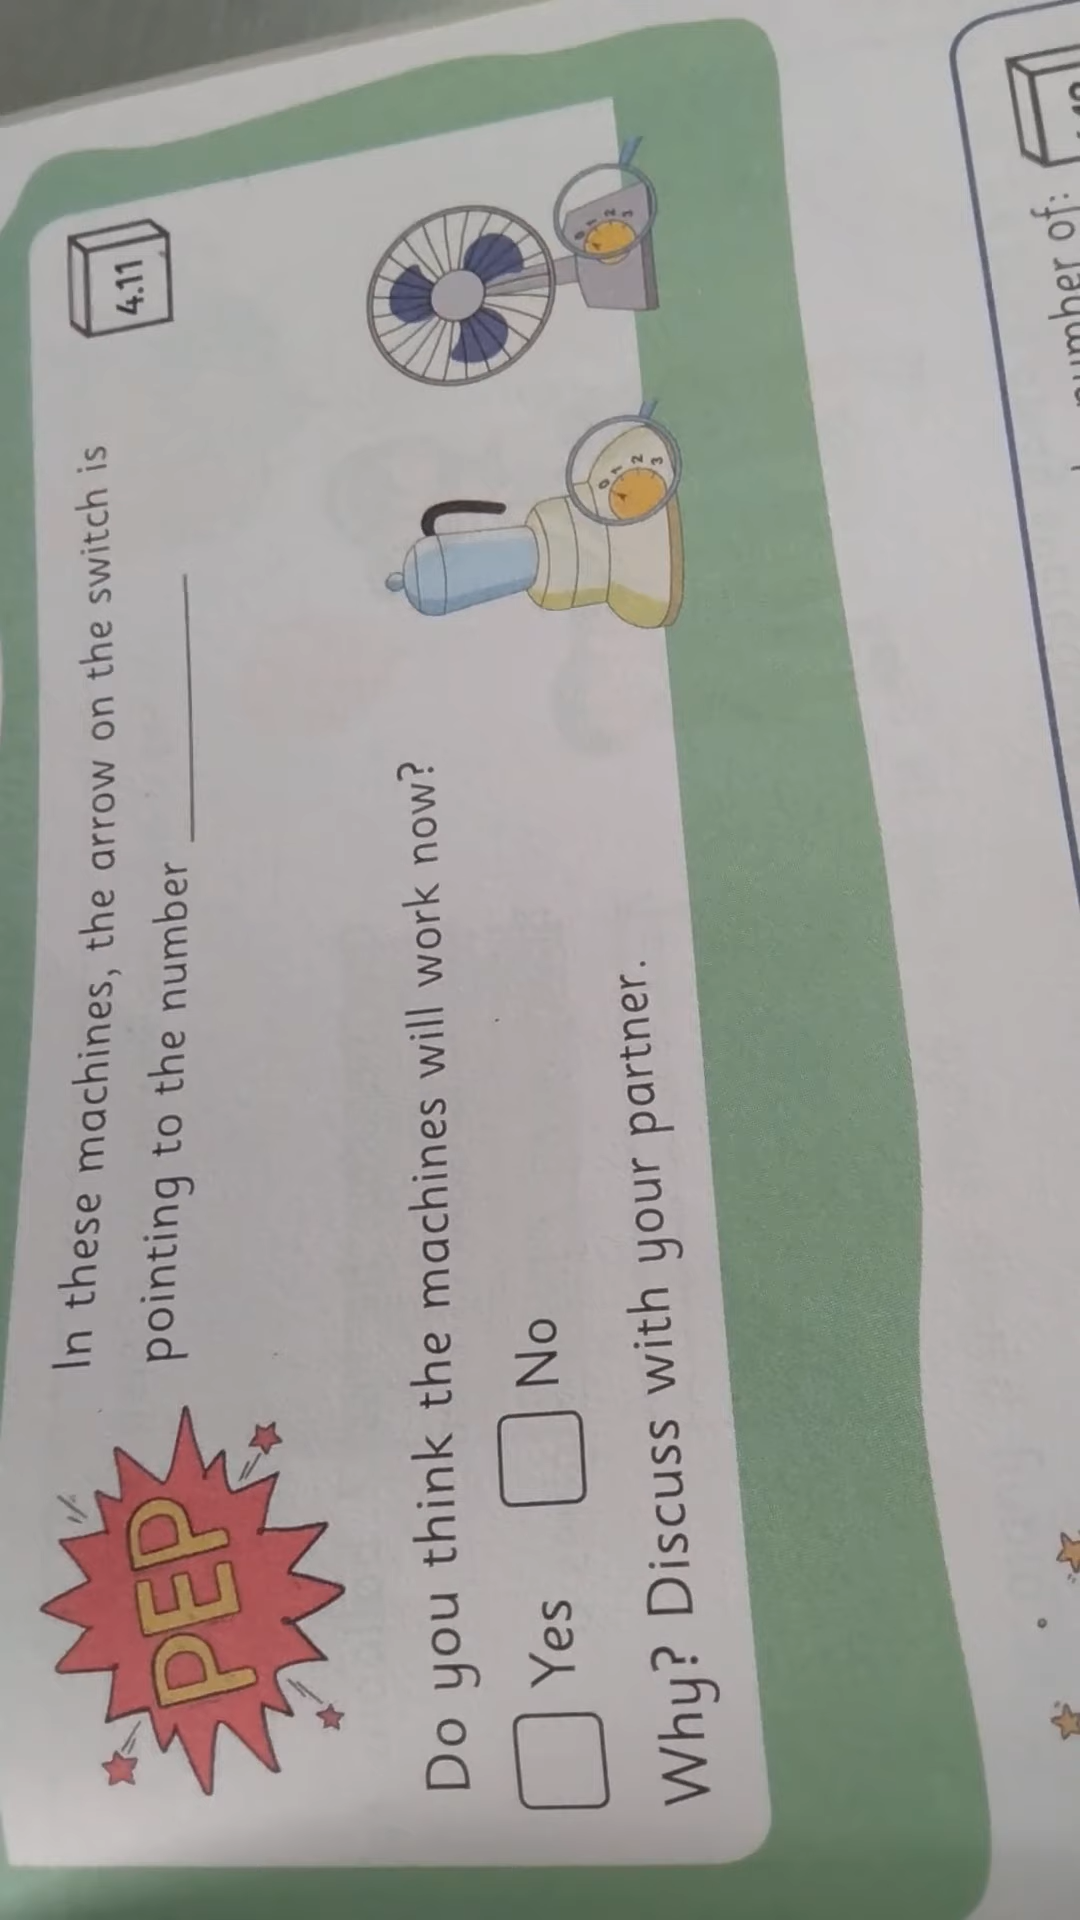 PEP
In these machines, the arrow on the switch is
4.11
pointing to the number
Do you think the machines will work now?
Yes No
Why? Discuss with your partner.
0 1 2 3
0 1 2 3
number of: